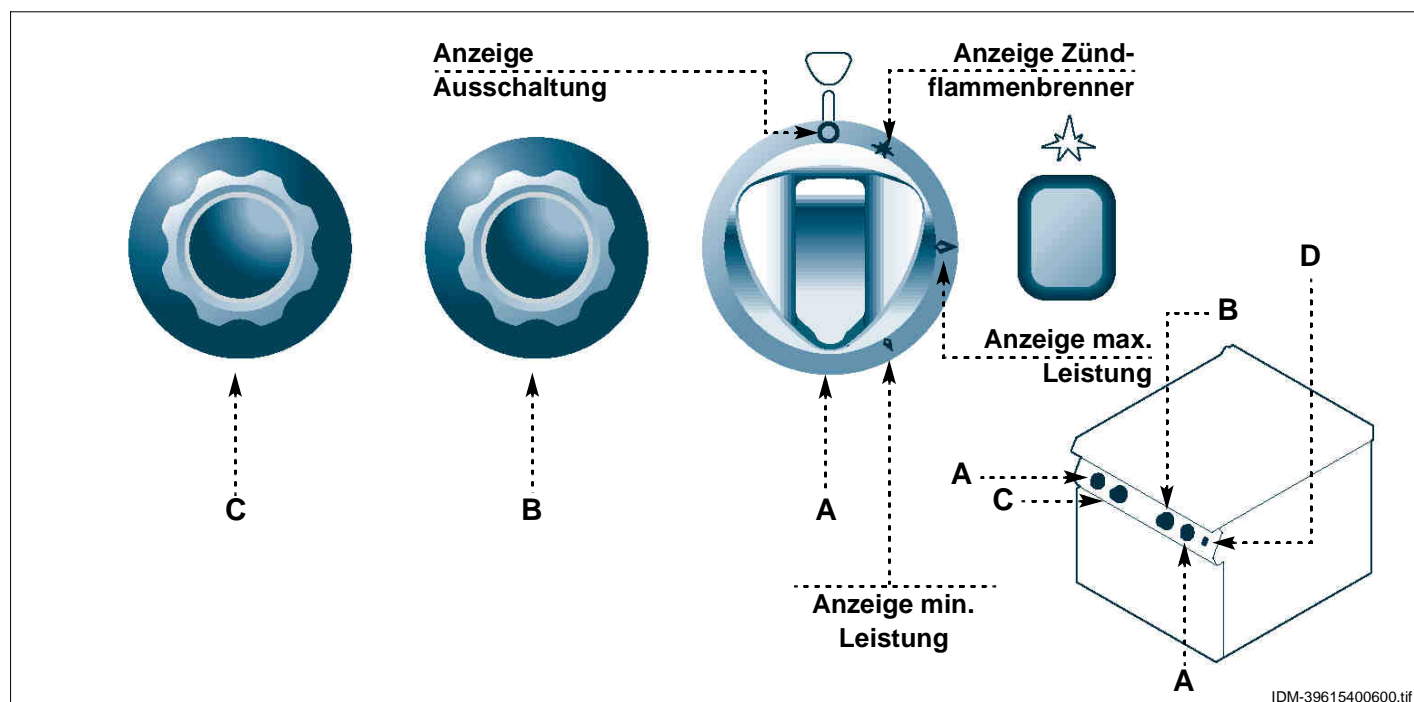 Anzeige
Ausschaltung
Anzeige Zünd-
flammenbrenner
D
B
Anzeige max.
Leistung
A
C
C
B
A
Anzeige min.
Leistung
A
IDM-39615400600.tif